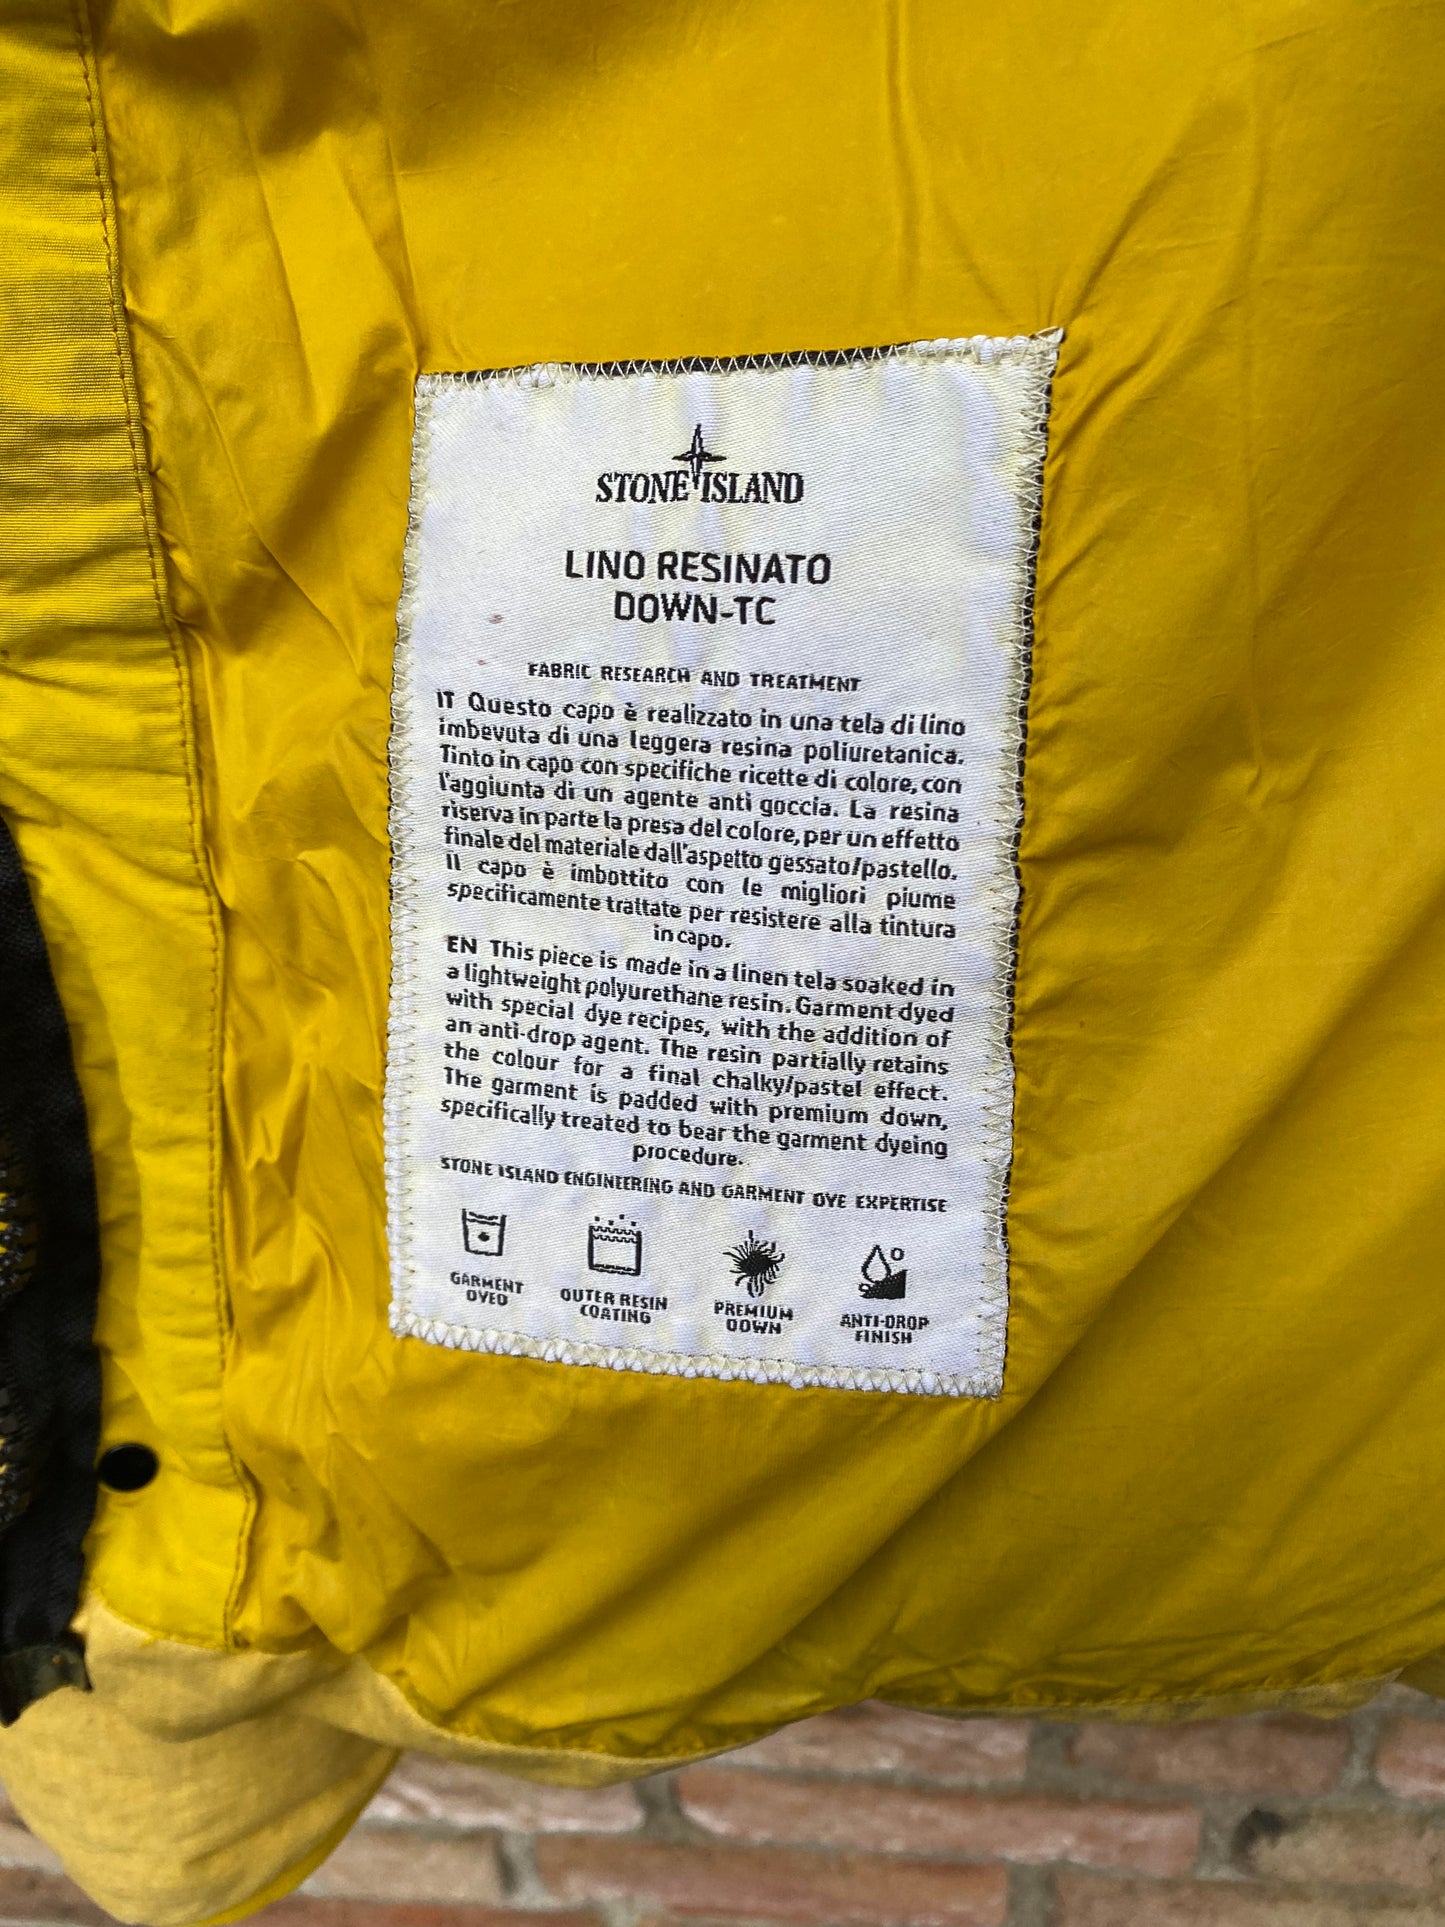 STONE ISLAND
LINO RESINATO
DOWN-TC
FABRIC RESEARCH AND TREATMENT
IT Questo capo è realizzato in una tela di lino
imbevuta di una leggera resina poliuretanica.
Tinto in capo con specifiche ricette di colore, con
l'aggiunta di un agente anti goccia. La resina
riserva in parte la presa del colore, per un effetto
finale del materiale dall'aspetto gessato/pastello.
Il capo è imbottito con le migliori piume
specificamente trattate per resistere alla tintura
in capo.
EN This piece is made in a linen tela soaked in
a lightweight polyurethane resin. Garment dyed
with special dye recipes, with the addition of
an anti-drop agent. The resin partially retains
the colour for a final chalky/pastel effect.
The garment is padded with premium down,
specifically treated to bear the garment dyeing
procedure.
STONE ISLAND ENGINEERING AND GARMENT DYE EXPERTISE
GARMENT
DYED
OUTER RESIN
COATING
PREMIUM
DOWN
ANTI-DROP
FINISH